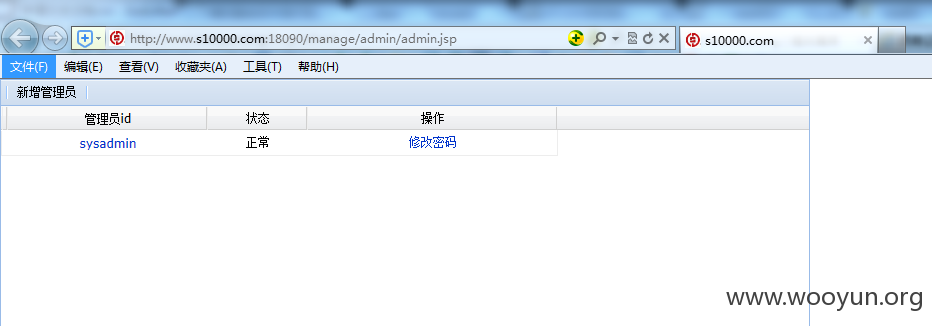 http://www.s10000.com:18090/manage/admin/admin.jsp
s10000.com
文件(F) 编辑(E) 查看(V) 收藏夹(A) 工具(T) 帮助(H)
新增管理员
管理员id 状态 操作
sysadmin 正常 修改密码
www.wooyun.org